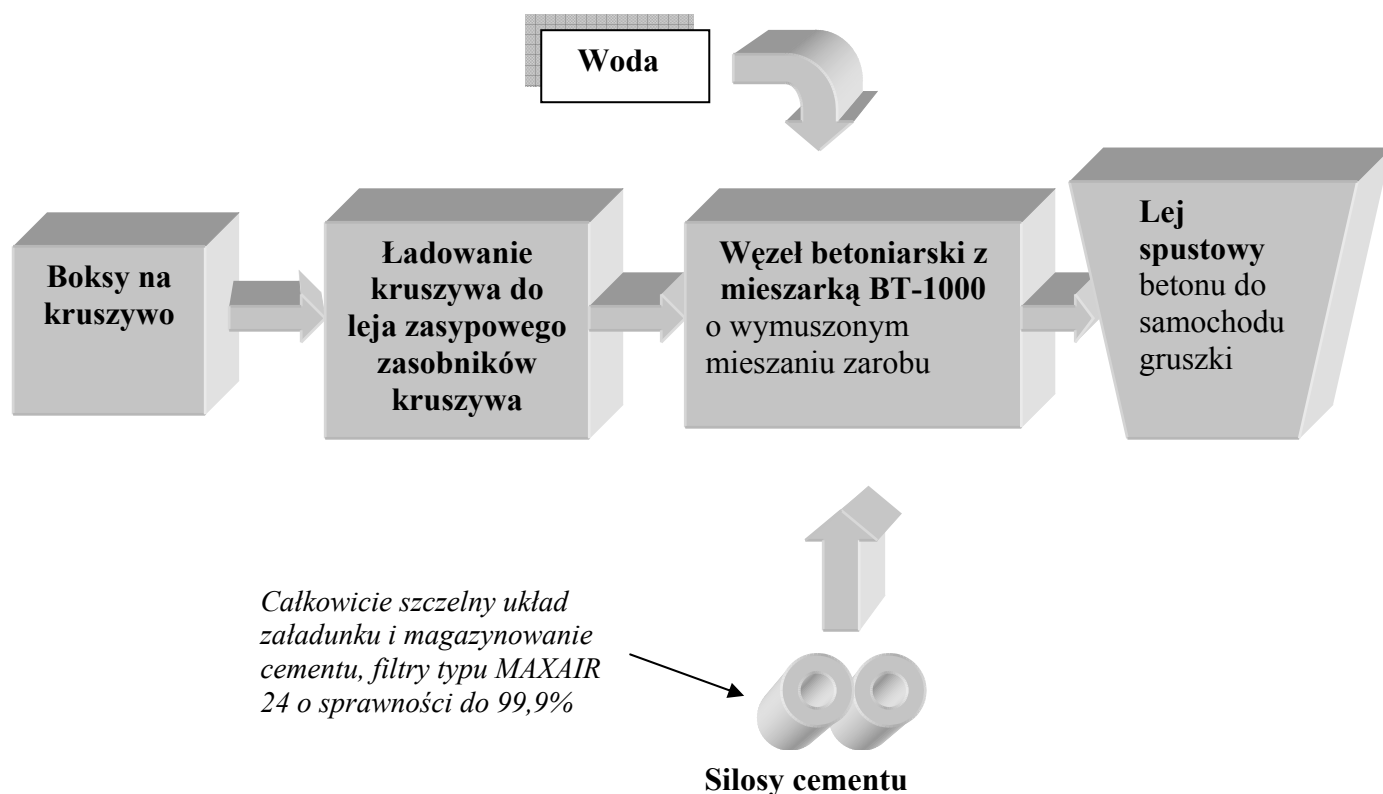 Woda
Boksy na
kruszywo
Ładowanie
kruszywa do
leja zasypowego
zasobników
kruszywa
Węzeł betoniarski z
mieszarką BT-1000
o wymuszonym
mieszaniu zarobu
Lej
spustowy
betonu do
samochodu
gruszki
Całkowicie szczelny układ
załadunku i magazynowanie
cementu, filtry typu MAXAIR
24 o sprawności do 99,9%
Silosy cementu